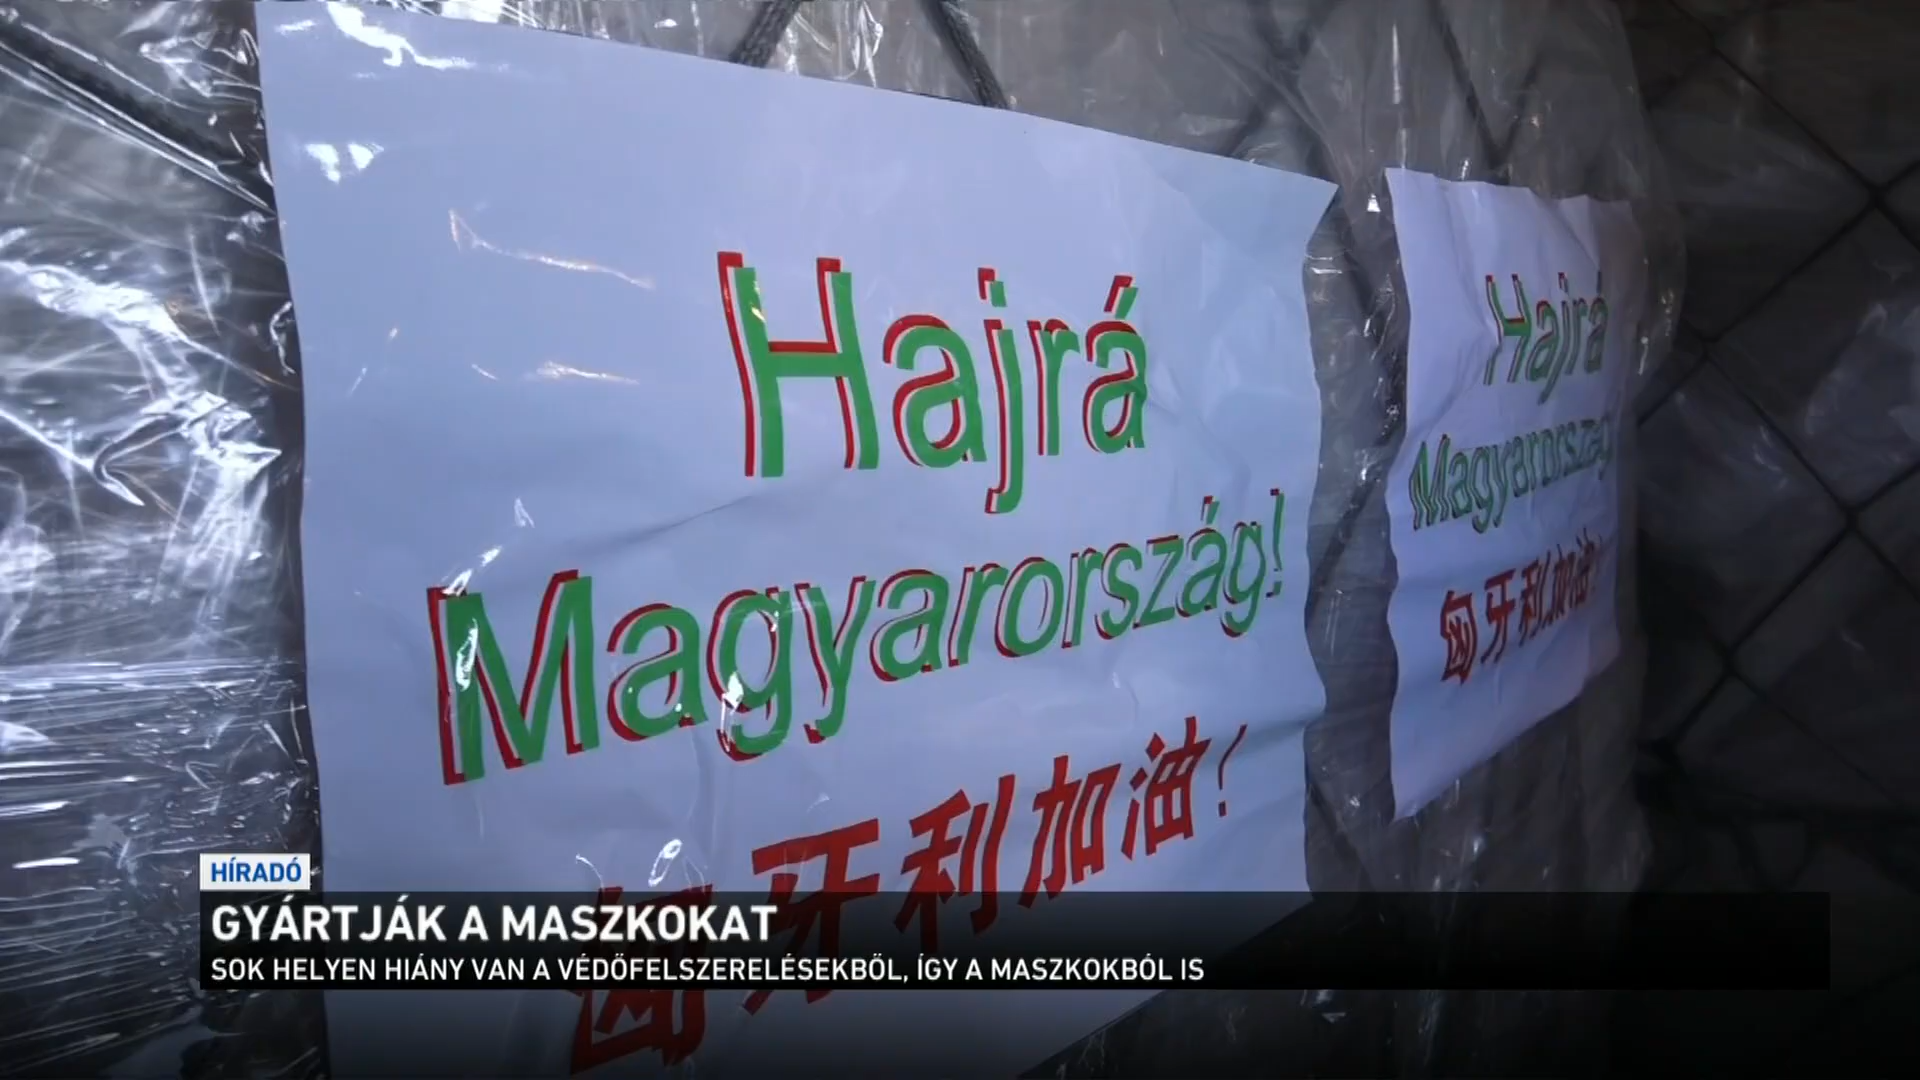 Hajrá
Magyarország!
匈牙利加油!
Hajrá
Magyarország
匈牙利加油!
HÍRADÓ
GYÁRTJÁK A MASZKOKAT
SOK HELYEN HIÁNY VAN A VÉDŐFELSZERELÉSEKBŐL, ÍGY A MASZKOKBÓL IS